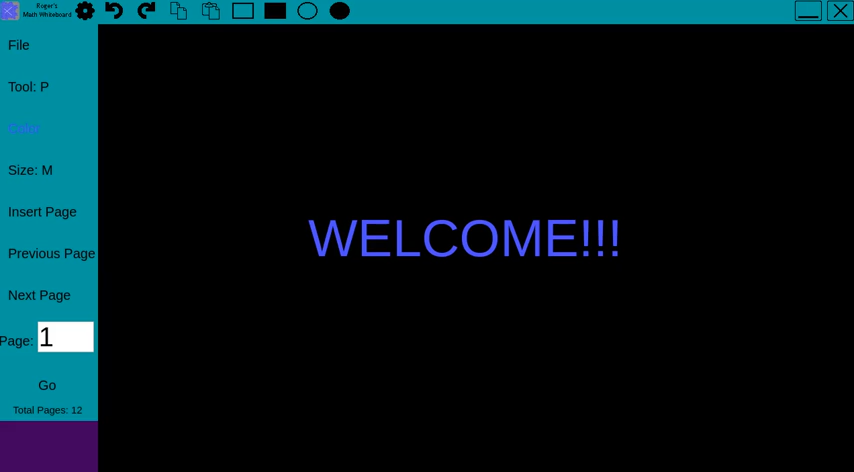 Roger's
Math Whiteboard
File
Tool: P
Color
Size: M
Insert Page
Previous Page
Next Page
Page: 1
Go
Total Pages: 12
WELCOME!!!